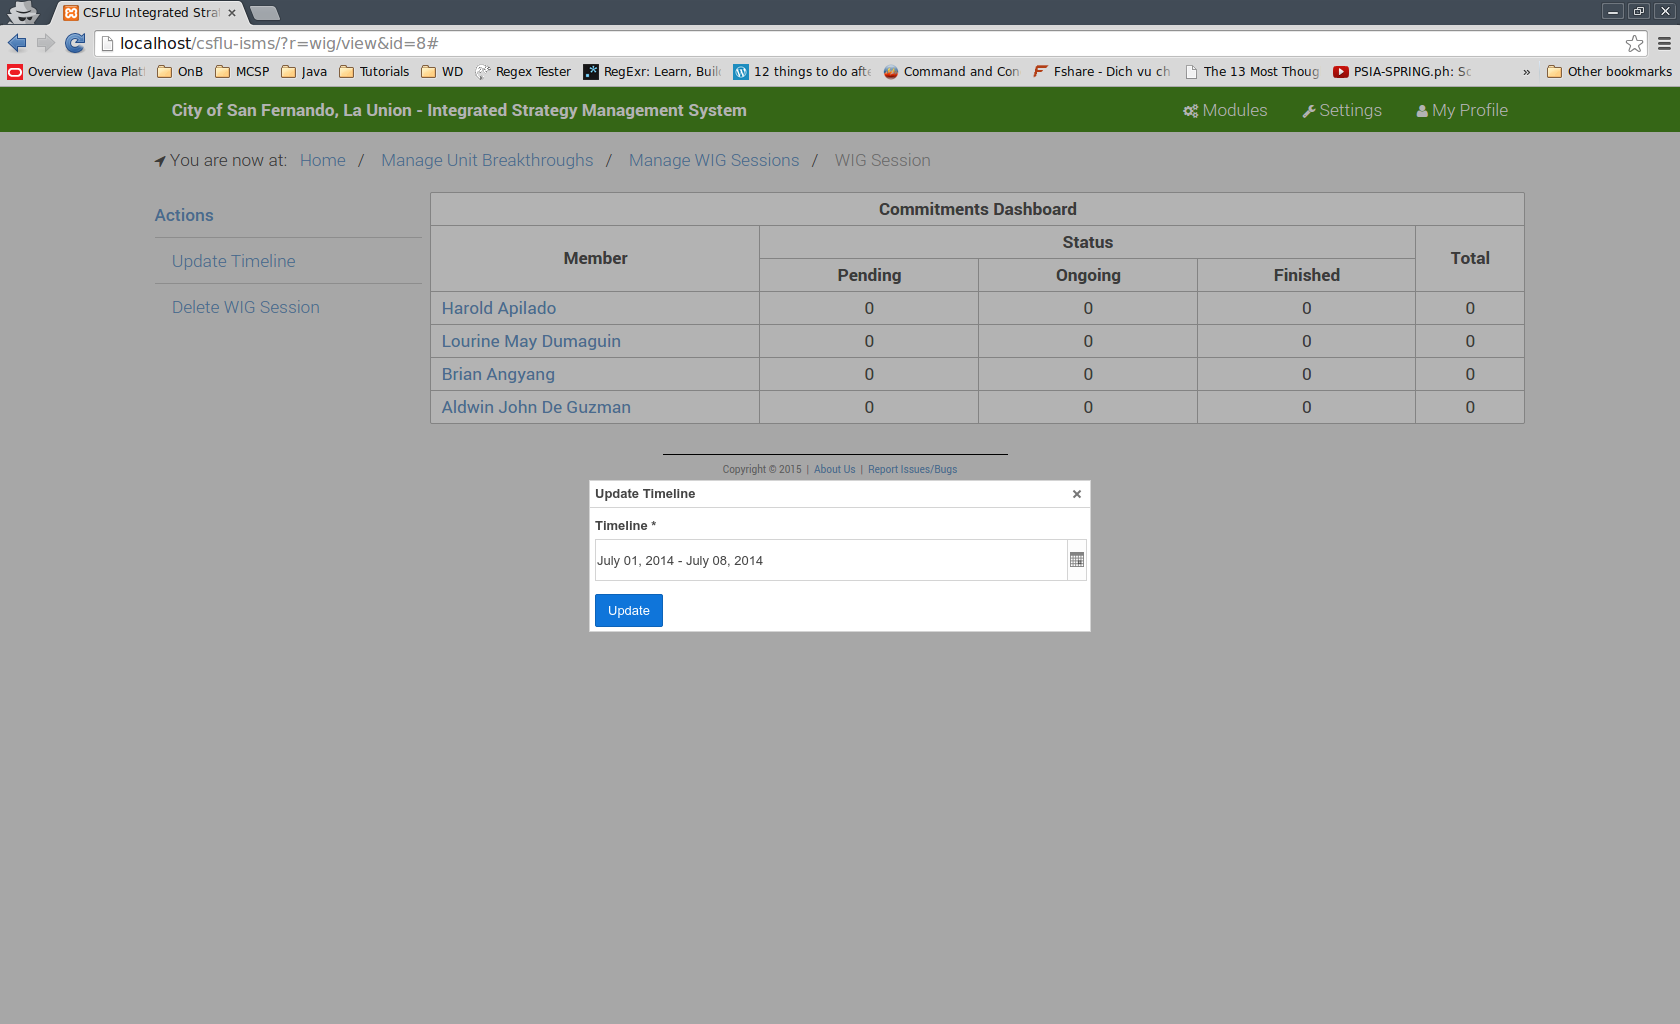 CSFLU Integrated Stra
localhost/csflu-isms/?r=wig/view&id=8#
Overview (Java Plat OnB MCSP Java Tutorials WD Regex Tester RegExr: Learn, Buil 12 things to do afte Command and Con Fshare - Dich vu ch The 13 Most Thoug PSIA-SPRING.ph: Sc » Other bookmarks
City of San Fernando, La Union - Integrated Strategy Management System Modules Settings My Profile
You are now at: Home / Manage Unit Breakthroughs / Manage WIG Sessions / WIG Session
Actions
Update Timeline
Delete WIG Session
Commitments Dashboard
Member Status Total
Pending Ongoing Finished
Harold Apilado 0 0 0 0
Lourine May Dumaguin 0 0 0 0
Brian Angyang 0 0 0 0
Aldwin John De Guzman 0 0 0 0
Copyright © 2015 | About Us | Report Issues/Bugs
Update Timeline
Timeline *
July 01, 2014 - July 08, 2014
Update